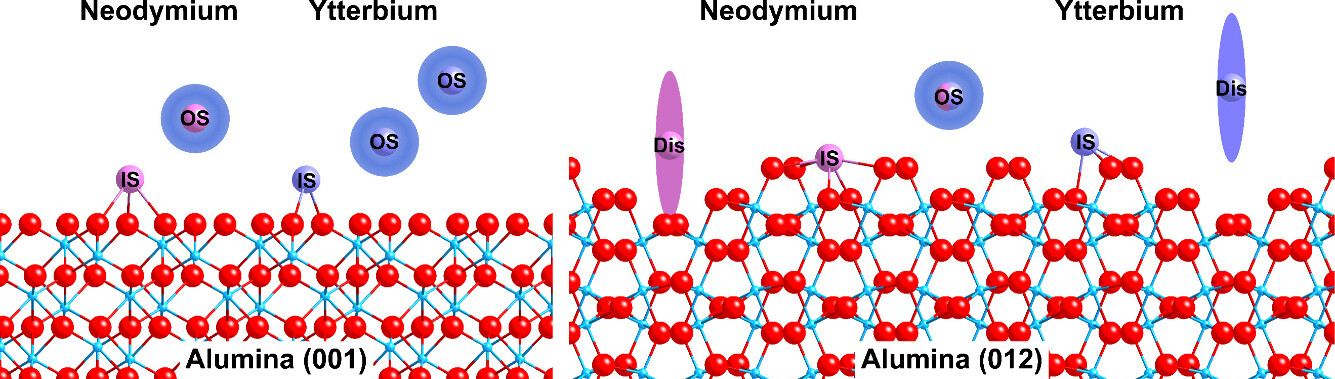 Neodymium Ytterbium
OS
OS
OS
IS
IS
Alumina (001)
Neodymium Ytterbium
Dis
IS
OS
IS
Dis
Alumina (012)